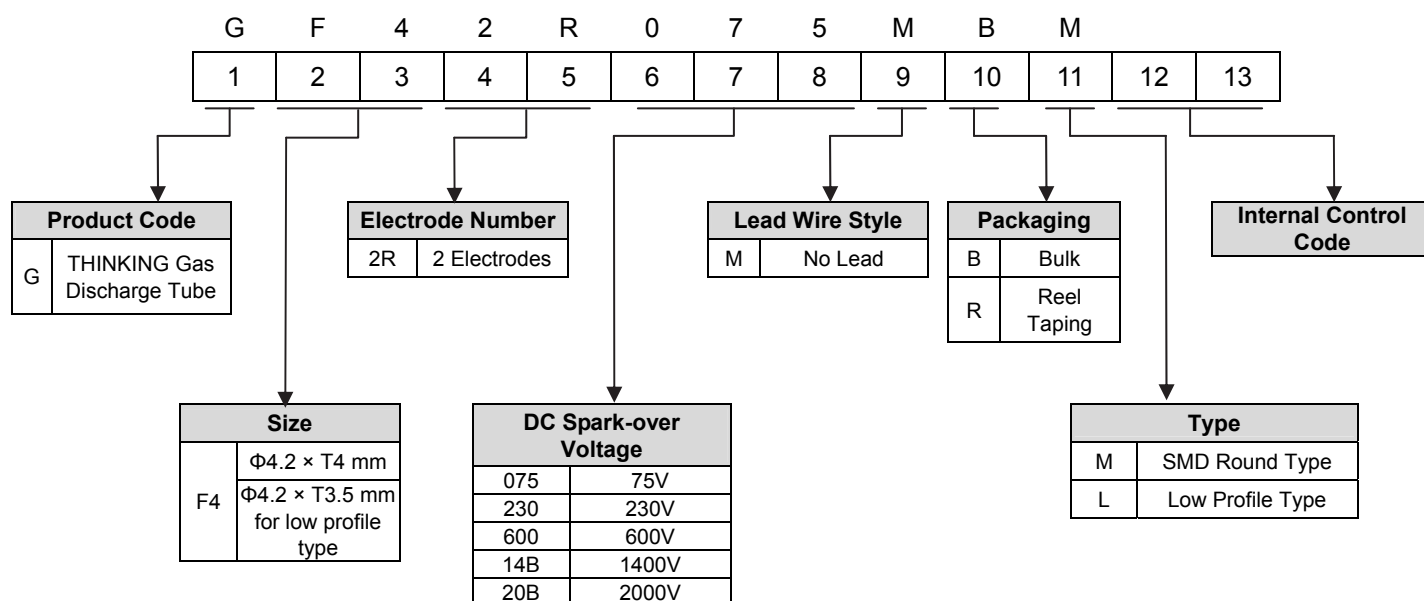 G F 4 2 R 0 7 5 M B M
1 2 3 4 5 6 7 8 9 10 11 12 13
Product Code
G THINKING Gas
Discharge Tube
Electrode Number
2R 2 Electrodes
Lead Wire Style
M No Lead
Packaging
B Bulk
R Reel
Taping
Internal Control
Code
Size
F4 Φ4.2 × T4 mm
Φ4.2 × T3.5 mm
for low profile
type
DC Spark-over
Voltage
075 75V
230 230V
600 600V
14B 1400V
20B 2000V
Type
M SMD Round Type
L Low Profile Type